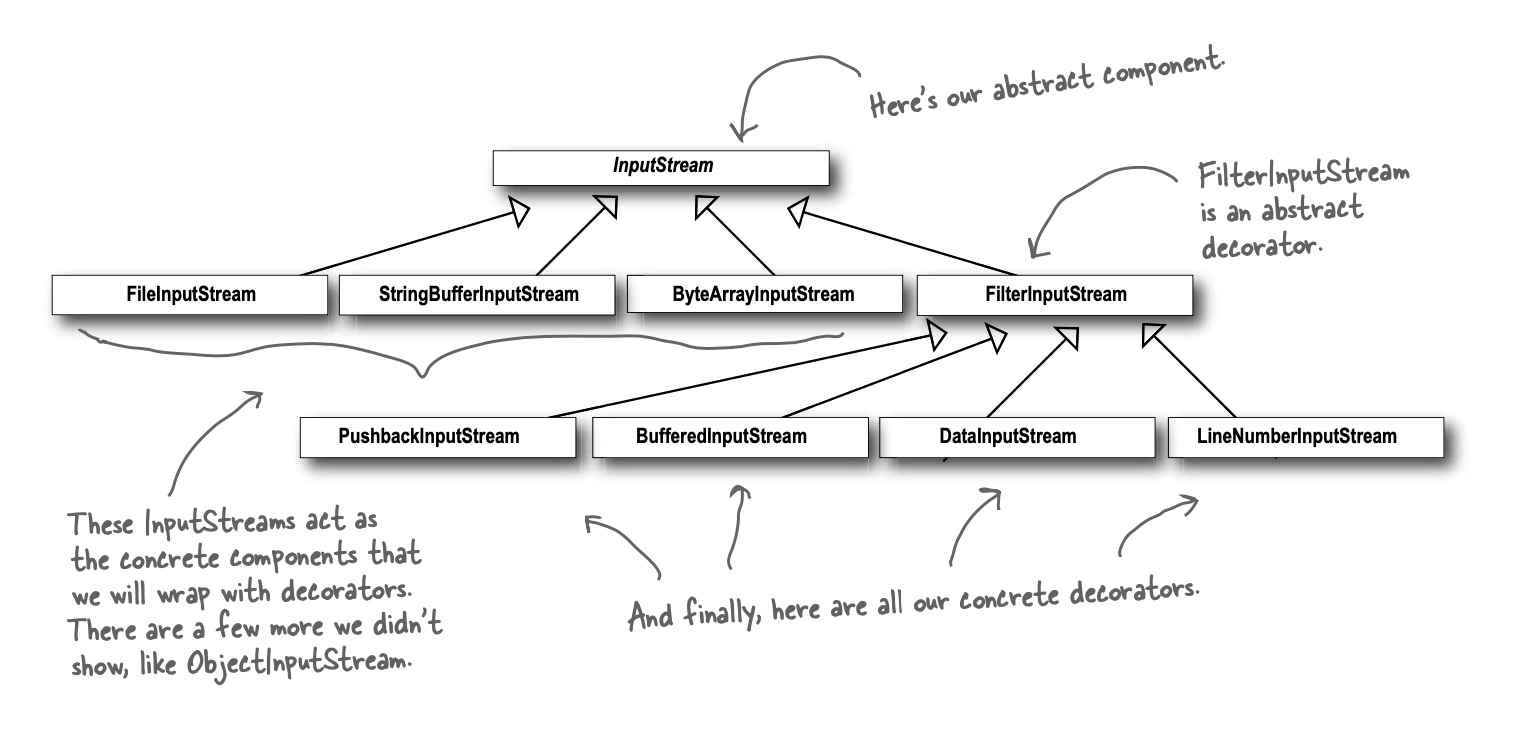 Here's our abstract component.
InputStream
FilterInputStream
is an abstract
decorator.
FileInputStream
StringBufferInputStream
ByteArrayInputStream
FilterInputStream
PushbackInputStream
BufferedInputStream
DataInputStream
LineNumberInputStream
These InputStreams act as
the concrete components that
we will wrap with decorators.
There are a few more we didn't
show, like ObjectInputStream.
And finally, here are all our concrete decorators.